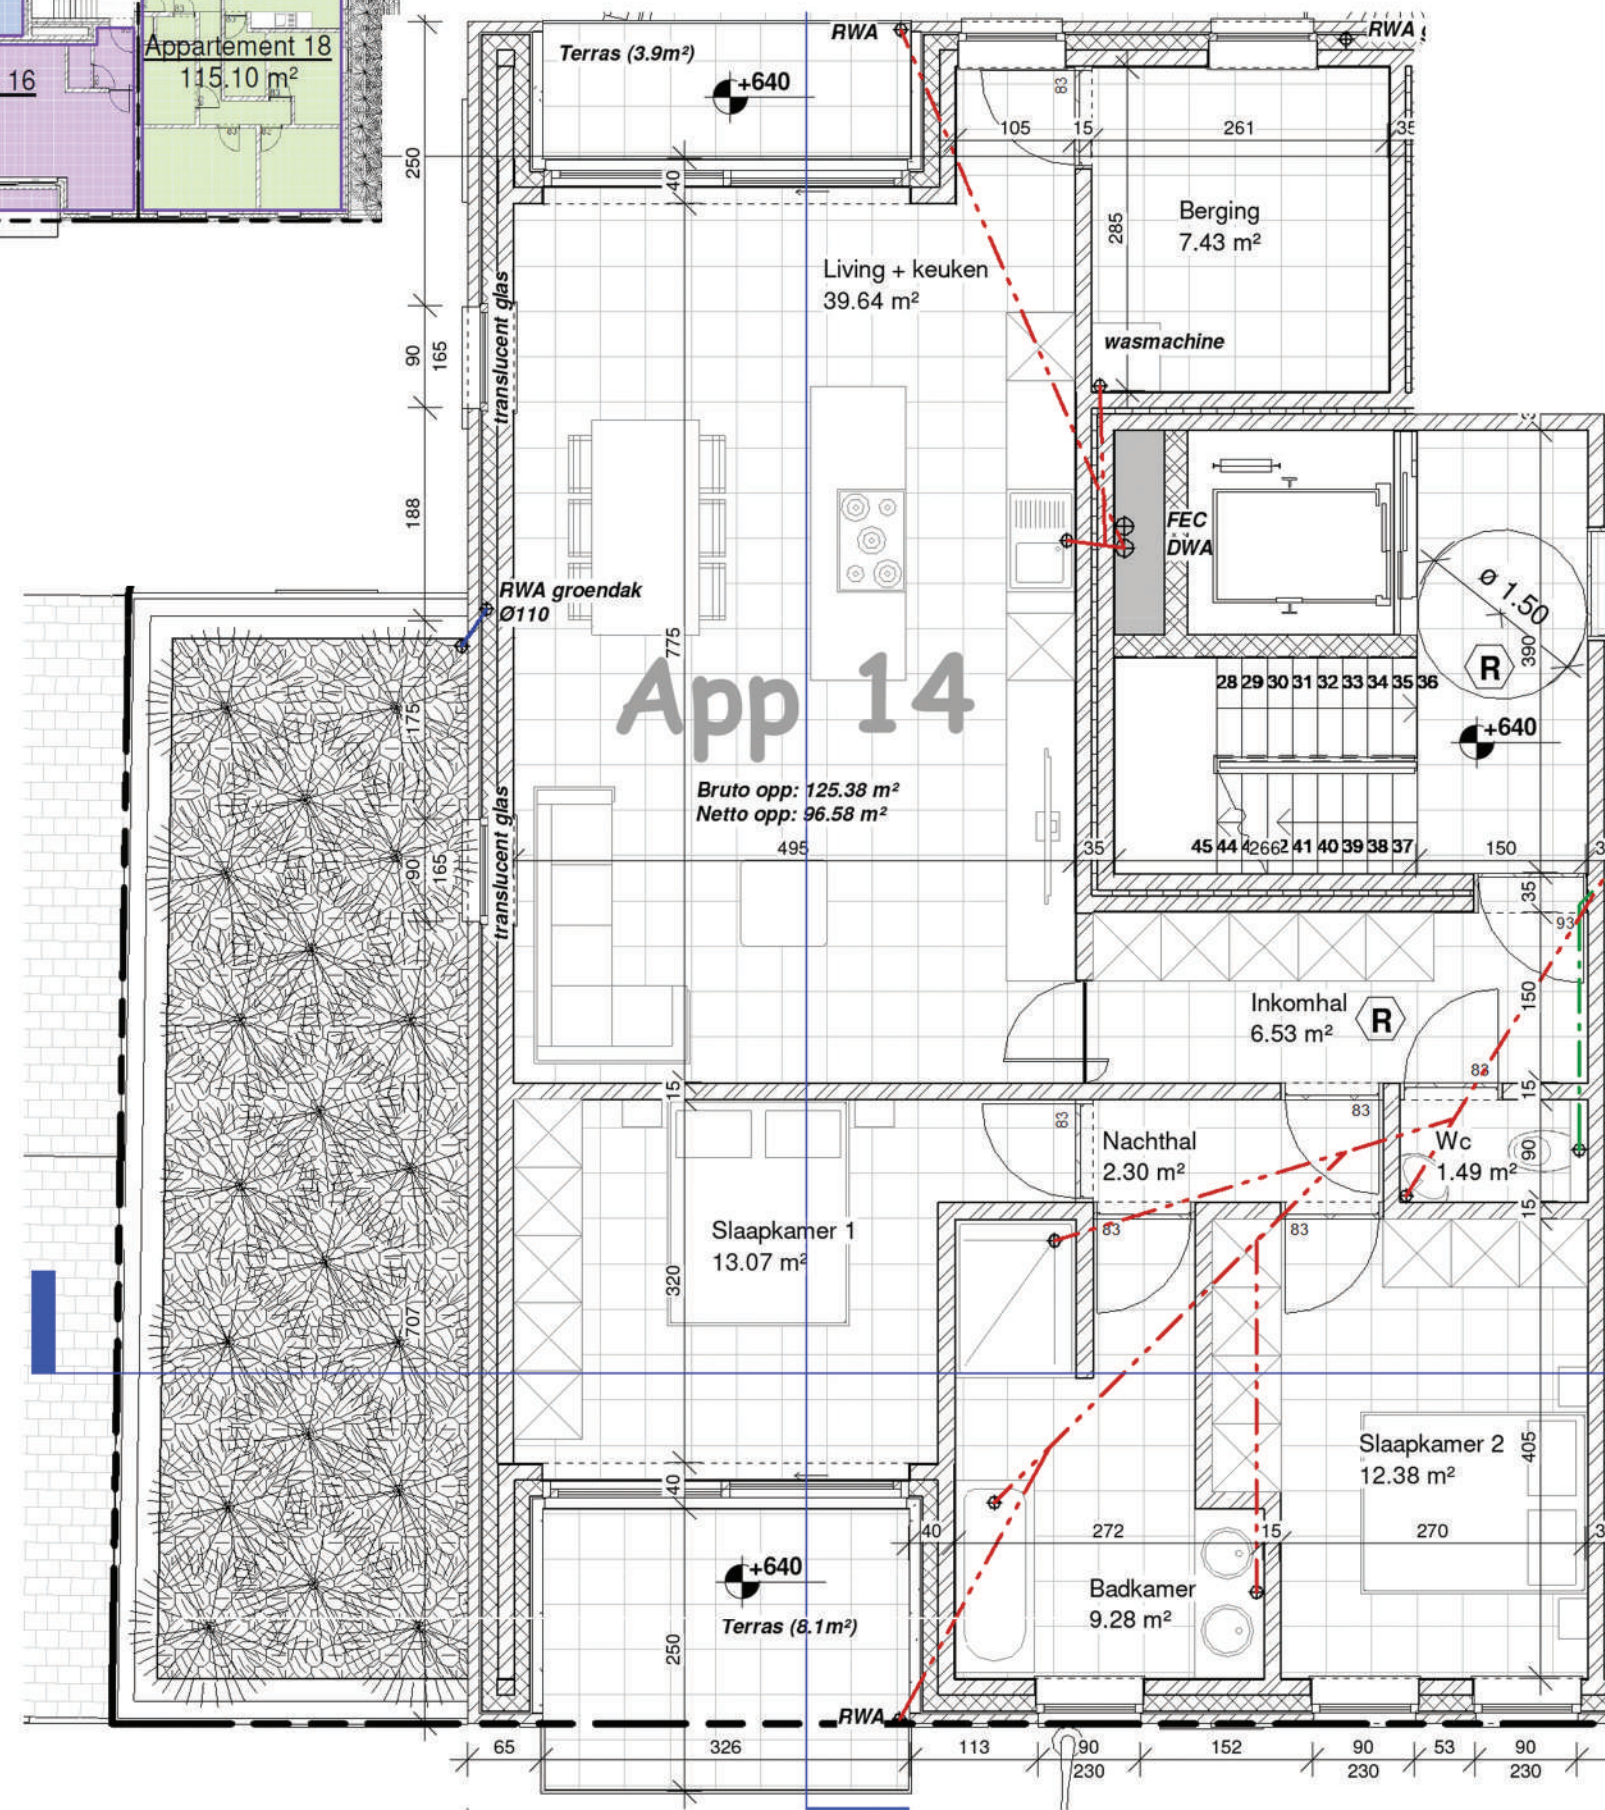 Appartement 18
115.10 m²
16
83
83
83
82
RWA
RWA
Terras (3.9m²)
+640
83
105
15
261
35
250
40
Berging
7.43 m²
285
Living + keuken
39.64 m²
translucent glas
90
165
wasmachine
188
FEC
DWA
ø 1.50
390
R
RWA groendak
Ø110
775
App 14
28 29 30 31 32 33 34 35 36
+640
175
Bruto opp: 125.38 m²
Netto opp: 96.58 m²
translucent glas
90
165
495
35
45 44 266 2 41 40 39 38 37
150
35
93
Inkomhal
6.53 m²
R
150
83
15
15
83
83
Nachthal
2.30 m²
Wc
1.49 m²
90
15
Slaapkamer 1
13.07 m²
83
83
320
707
Slaapkamer 2
12.38 m²
405
40
40
272
15
270
+640
Terras (8.1m²)
Badkamer
9.28 m²
250
RWA
65
326
113
90
152
90
53
90
230
230
230